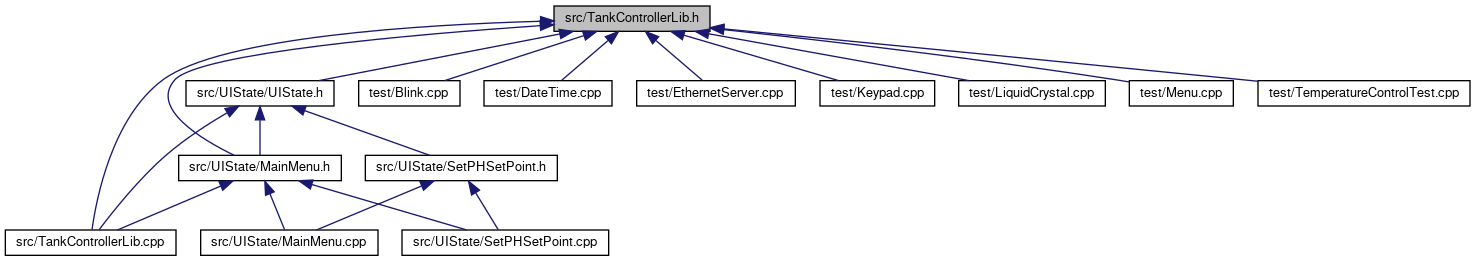 src/TankControllerLib.h
src/UIState/UIState.h
test/Blink.cpp
test/DateTime.cpp
test/EthernetServer.cpp
test/Keypad.cpp
test/LiquidCrystal.cpp
test/Menu.cpp
test/TemperatureControlTest.cpp
src/UIState/MainMenu.h
src/UIState/SetPHSetPoint.h
src/TankControllerLib.cpp
src/UIState/MainMenu.cpp
src/UIState/SetPHSetPoint.cpp